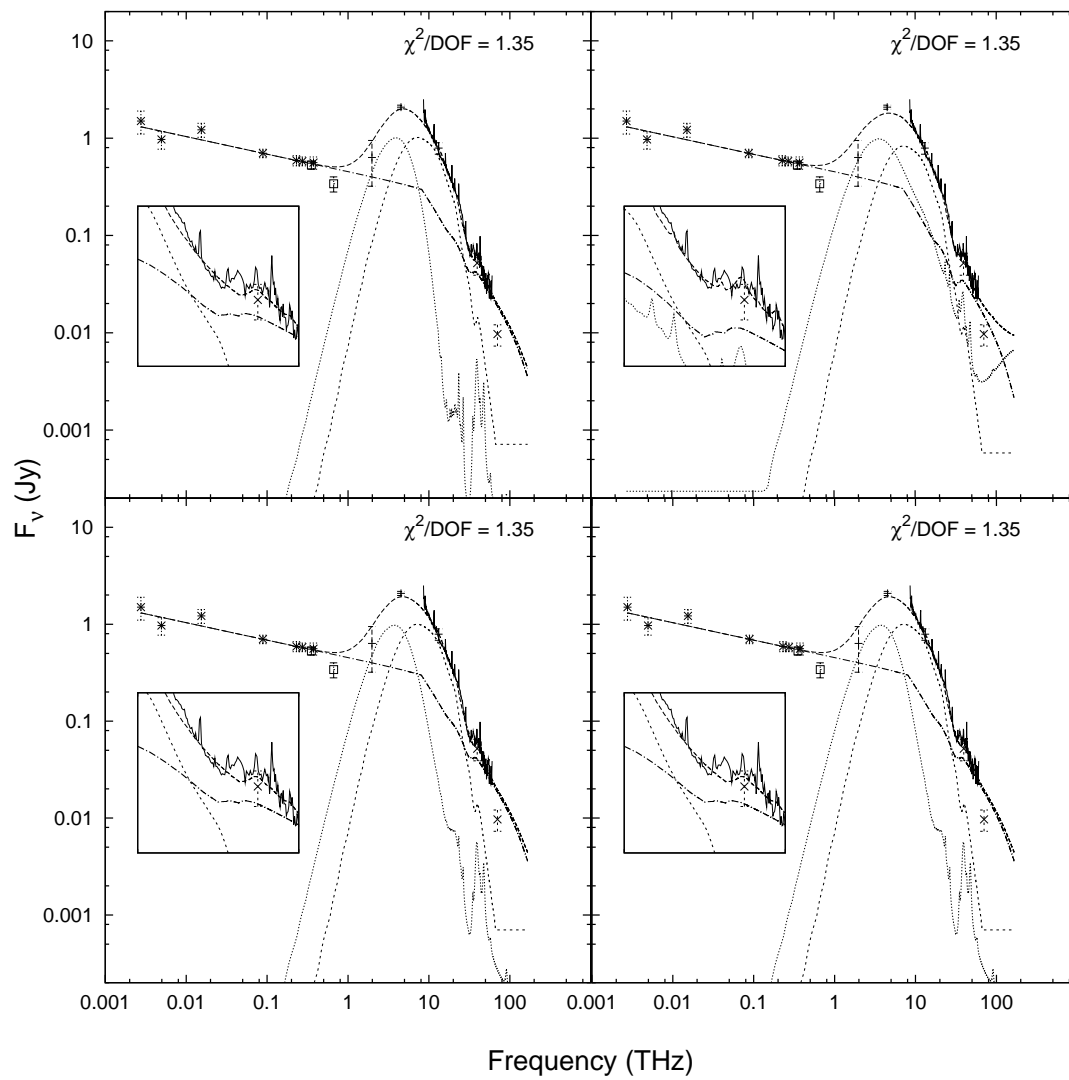 10
1
0.1
0.01
0.001
χ²/DOF = 1.35
χ²/DOF = 1.35
F_ν (Jy)
10
1
0.1
0.01
0.001
χ²/DOF = 1.35
χ²/DOF = 1.35
0.001 0.01 0.1 1 10 100 0.001 0.01 0.1 1 10 100
Frequency (THz)